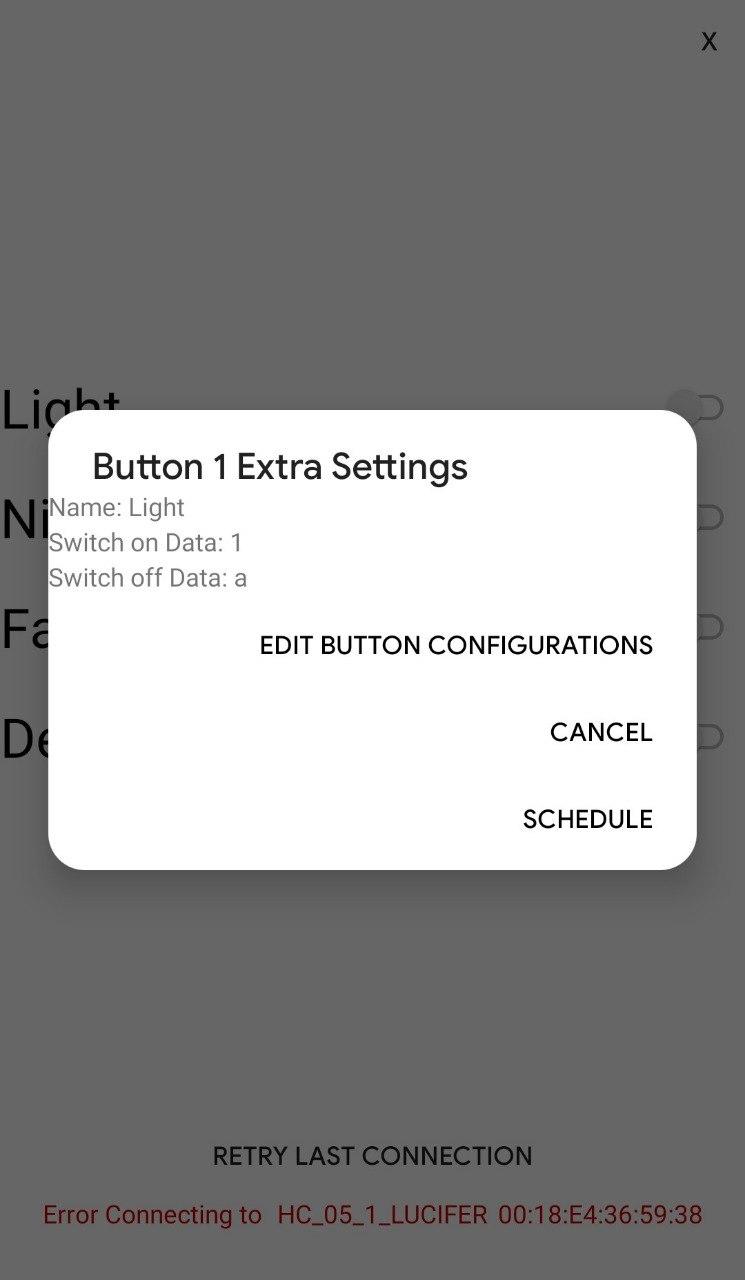 X
Light
Ni
Button 1 Extra Settings
Name: Light
Switch on Data: 1
Switch off Data: a
Fa
EDIT BUTTON CONFIGURATIONS
De
CANCEL
SCHEDULE
RETRY LAST CONNECTION
Error Connecting to HC_05_1_LUCIFER 00:18:E4:36:59:38